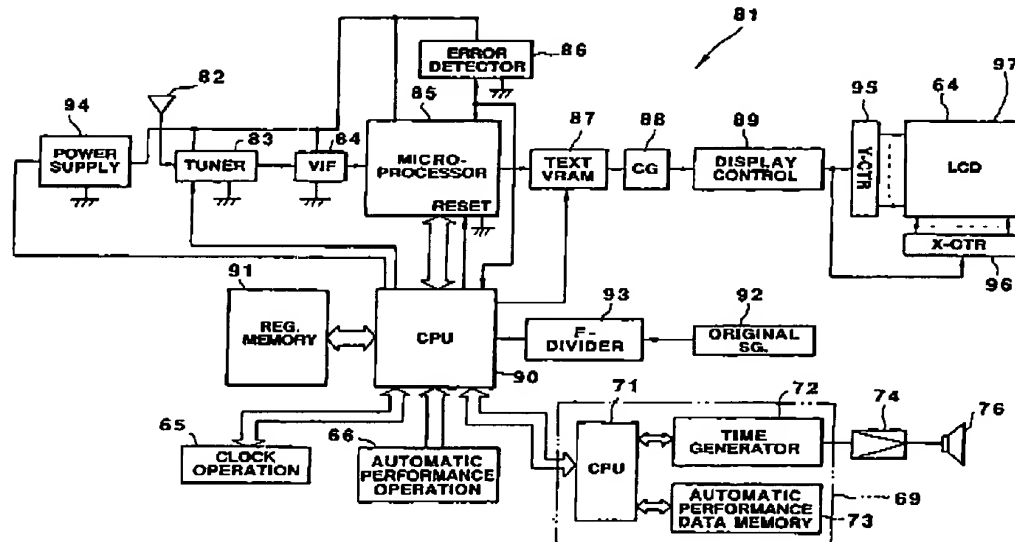 81
86
ERROR
DETECTOR
97
82
94
85
95
64
83
84
87
88
89
POWER
SUPPLY
TUNER
VIF
MICRO-
PROCESSOR
RESET
TEXT
VRAM
CG
DISPLAY
CONTROL
Y-CTR
LCD
X-CTR
96
91
93
92
REG.
MEMORY
CPU
F-
DIVIDER
ORIGINAL
SG.
90
71
72
74
76
65
66
CLOCK
OPERATION
AUTOMATIC
PERFORMANCE
OPERATION
CPU
TIME
GENERATOR
69
AUTOMATIC
PERFORMANCE
DATA MEMORY
73